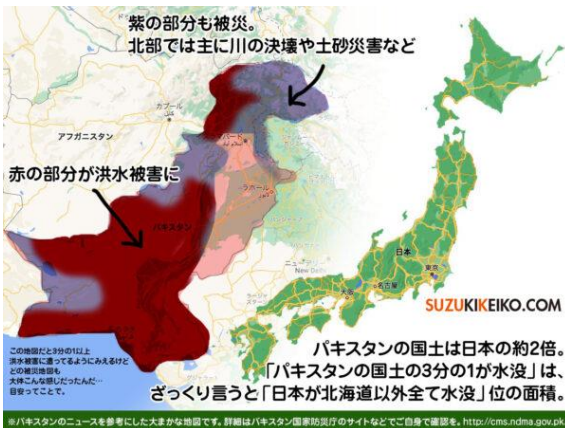 紫の部分も被災。
北部では主に川の決壊や土砂災害など
カブール
アフガニスタン
バード
赤の部分が洪水被害に
ラホール
パキスタン
ニューデリー
New Delhi
日本
東京
名古屋
大阪
SUZUKIKEIKO.COM
この地図だと3分の1以上
洪水被害に遭ってるようにみえるけど
どの被災地図も
大体こんな感じだったんだ…
目安ってことで。
パキスタンの国土は日本の約2倍。
「パキスタンの国土の3分の1が水没」は、
ざっくり言うと「日本が北海道以外全て水没」位の面積。
※パキスタンのニュースを参考にした大まかな地図です。詳細はパキスタン国家防災庁のサイトなどでご自身で確認を。http://cms.ndma.gov.pk